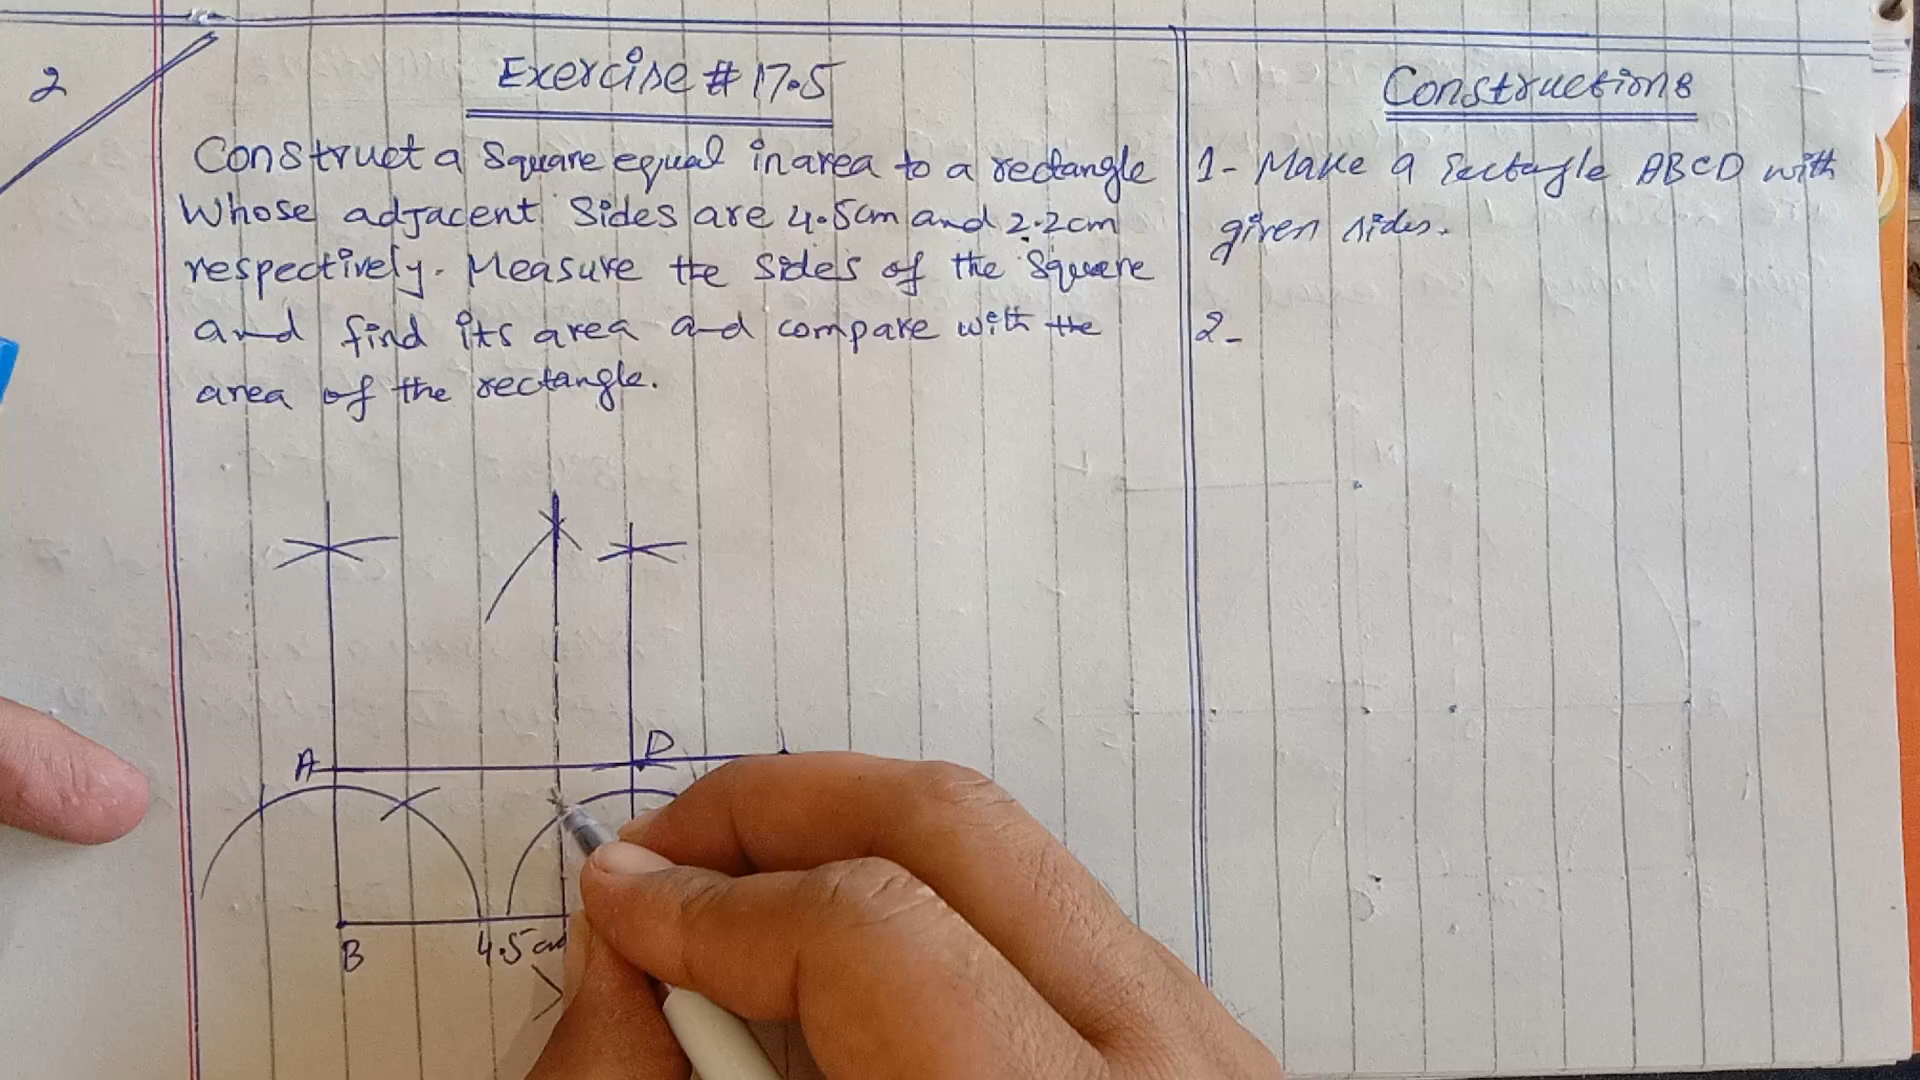 2
Exercise # 17.5
Construct a Square equal in area to a rectangle
Whose adjacent Sides are 4.5cm and 2.2cm
respectively. Measure the Sides of the Square
and find its area and compare with the
area of the rectangle.
Constructions
1- Make a rectangle ABCD with
given sides.
2-
A
D
B
4.5cm